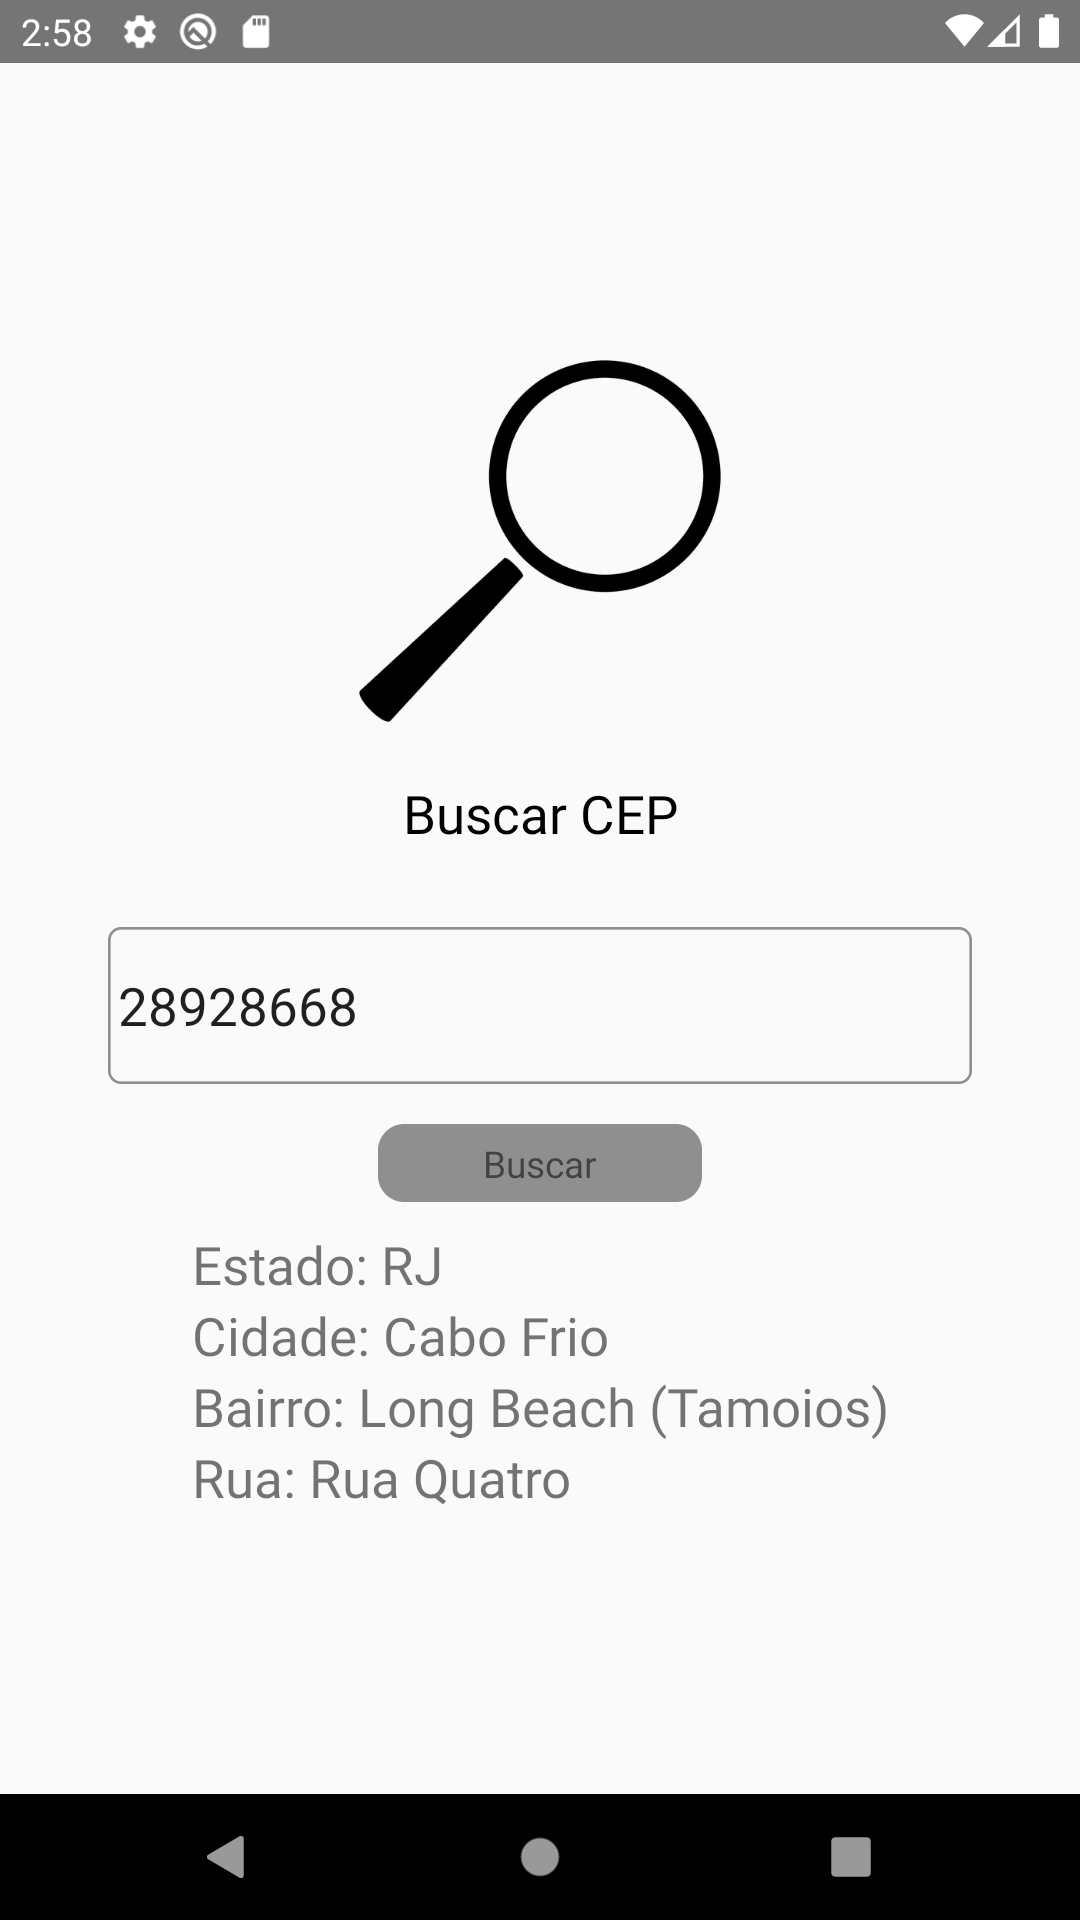 2:58
Buscar CEP
28928668
Buscar
Estado: RJ
Cidade: Cabo Frio
Bairro: Long Beach (Tamoios)
Rua: Rua Quatro